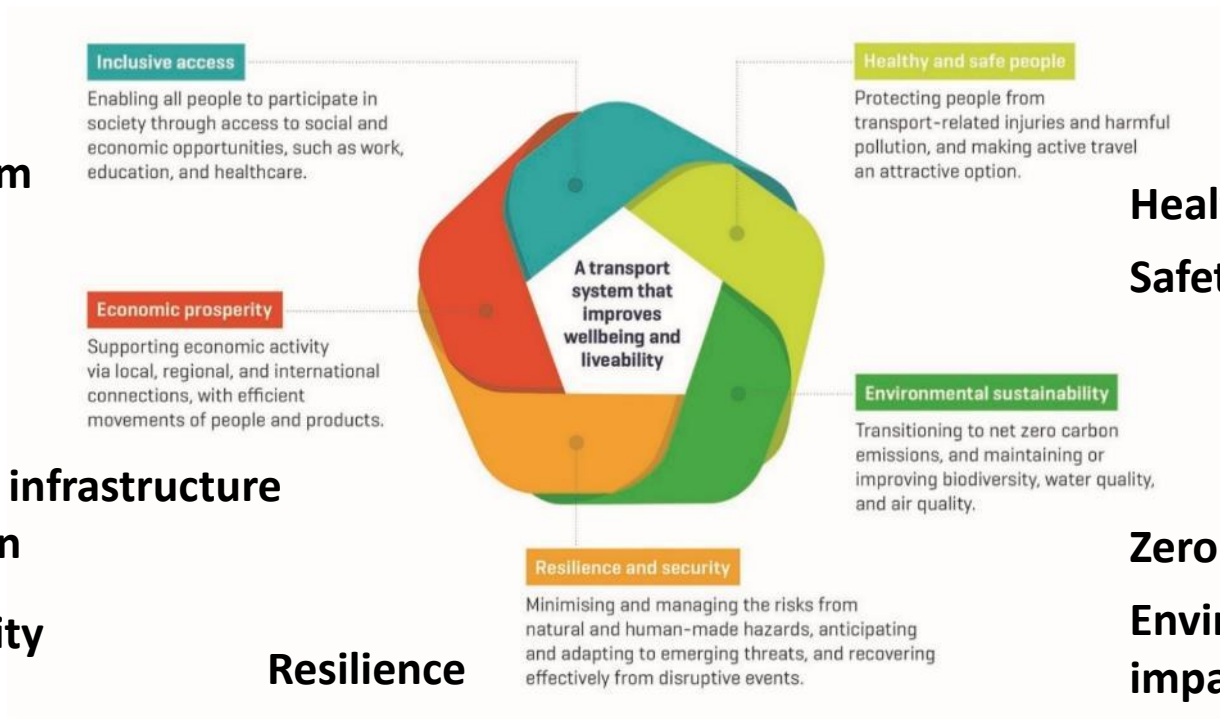 Inclusive access
Enabling all people to participate in
society through access to social and
economic opportunities, such as work,
education, and healthcare.
Healthy and safe people
Protecting people from
transport-related injuries and harmful
pollution, and making active travel
an attractive option.
m
Heal
Safet
A transport
system that
improves
wellbeing and
liveability
Economic prosperity
Supporting economic activity
via local, regional, and international
connections, with efficient
movements of people and products.
Environmental sustainability
Transitioning to net zero carbon
emissions, and maintaining or
improving biodiversity, water quality,
and air quality.
infrastructure
n
ity
Resilience
Resilience and security
Minimising and managing the risks from
natural and human-made hazards, anticipating
and adapting to emerging threats, and recovering
effectively from disruptive events.
Zero
Envir
impa